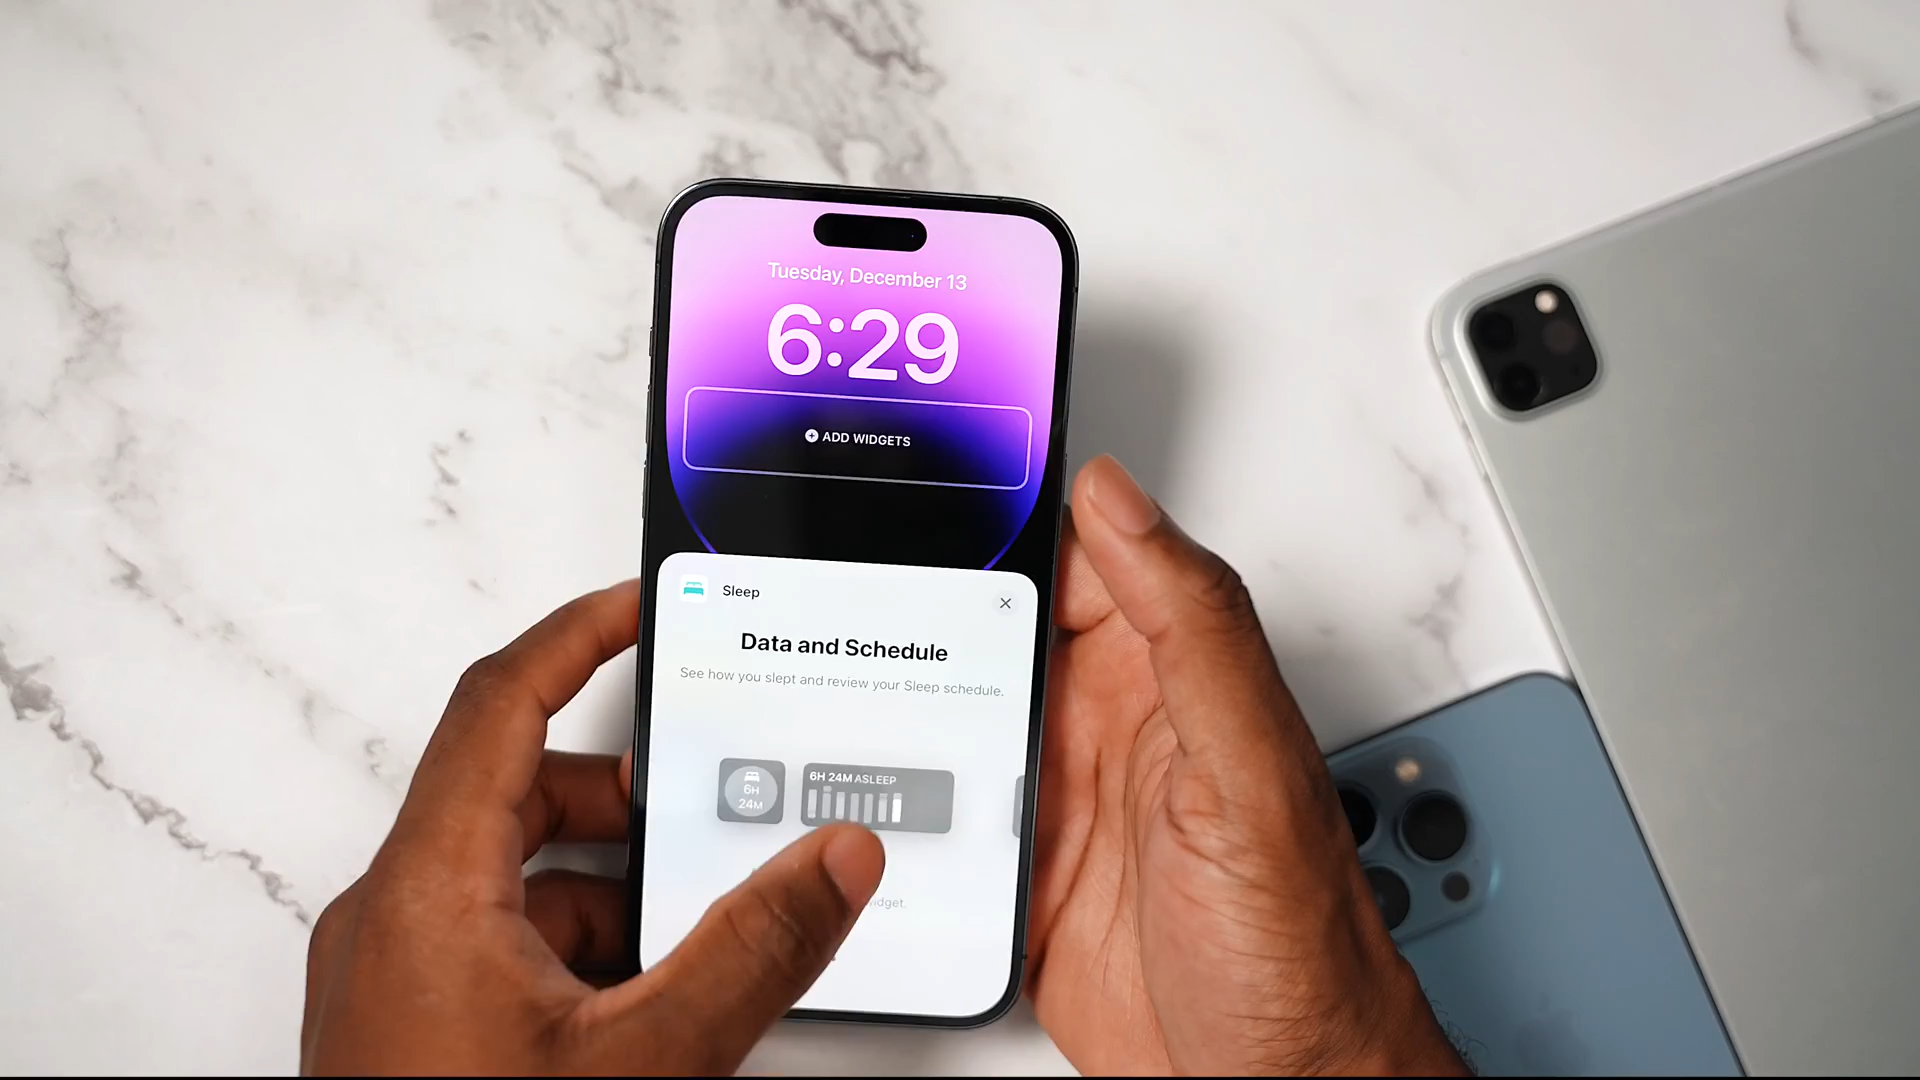 Tuesday, December 13
6:29
ADD WIDGETS
Sleep
Data and Schedule
See how you slept and review your Sleep schedule.
6H
24M
6H 24M ASLEEP